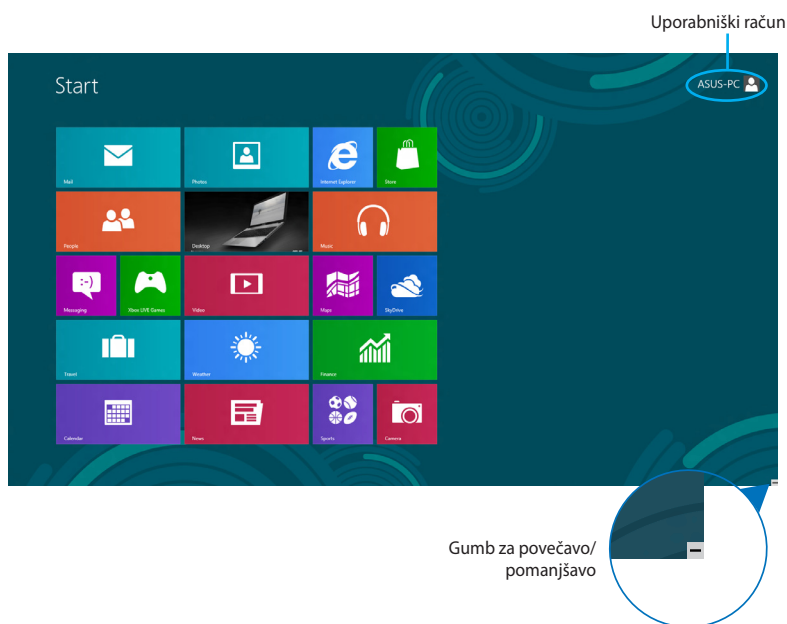 Uporabniški račun
Start
ASUS-PC
Mail
Photos
Internet Explorer
Store
People
Desktop
Music
Messaging
Xbox LIVE Games
Video
Maps
SkyDrive
Travel
Weather
Finance
Calendar
News
Sports
Camera
Gumb za povečavo/
pomanjšavo